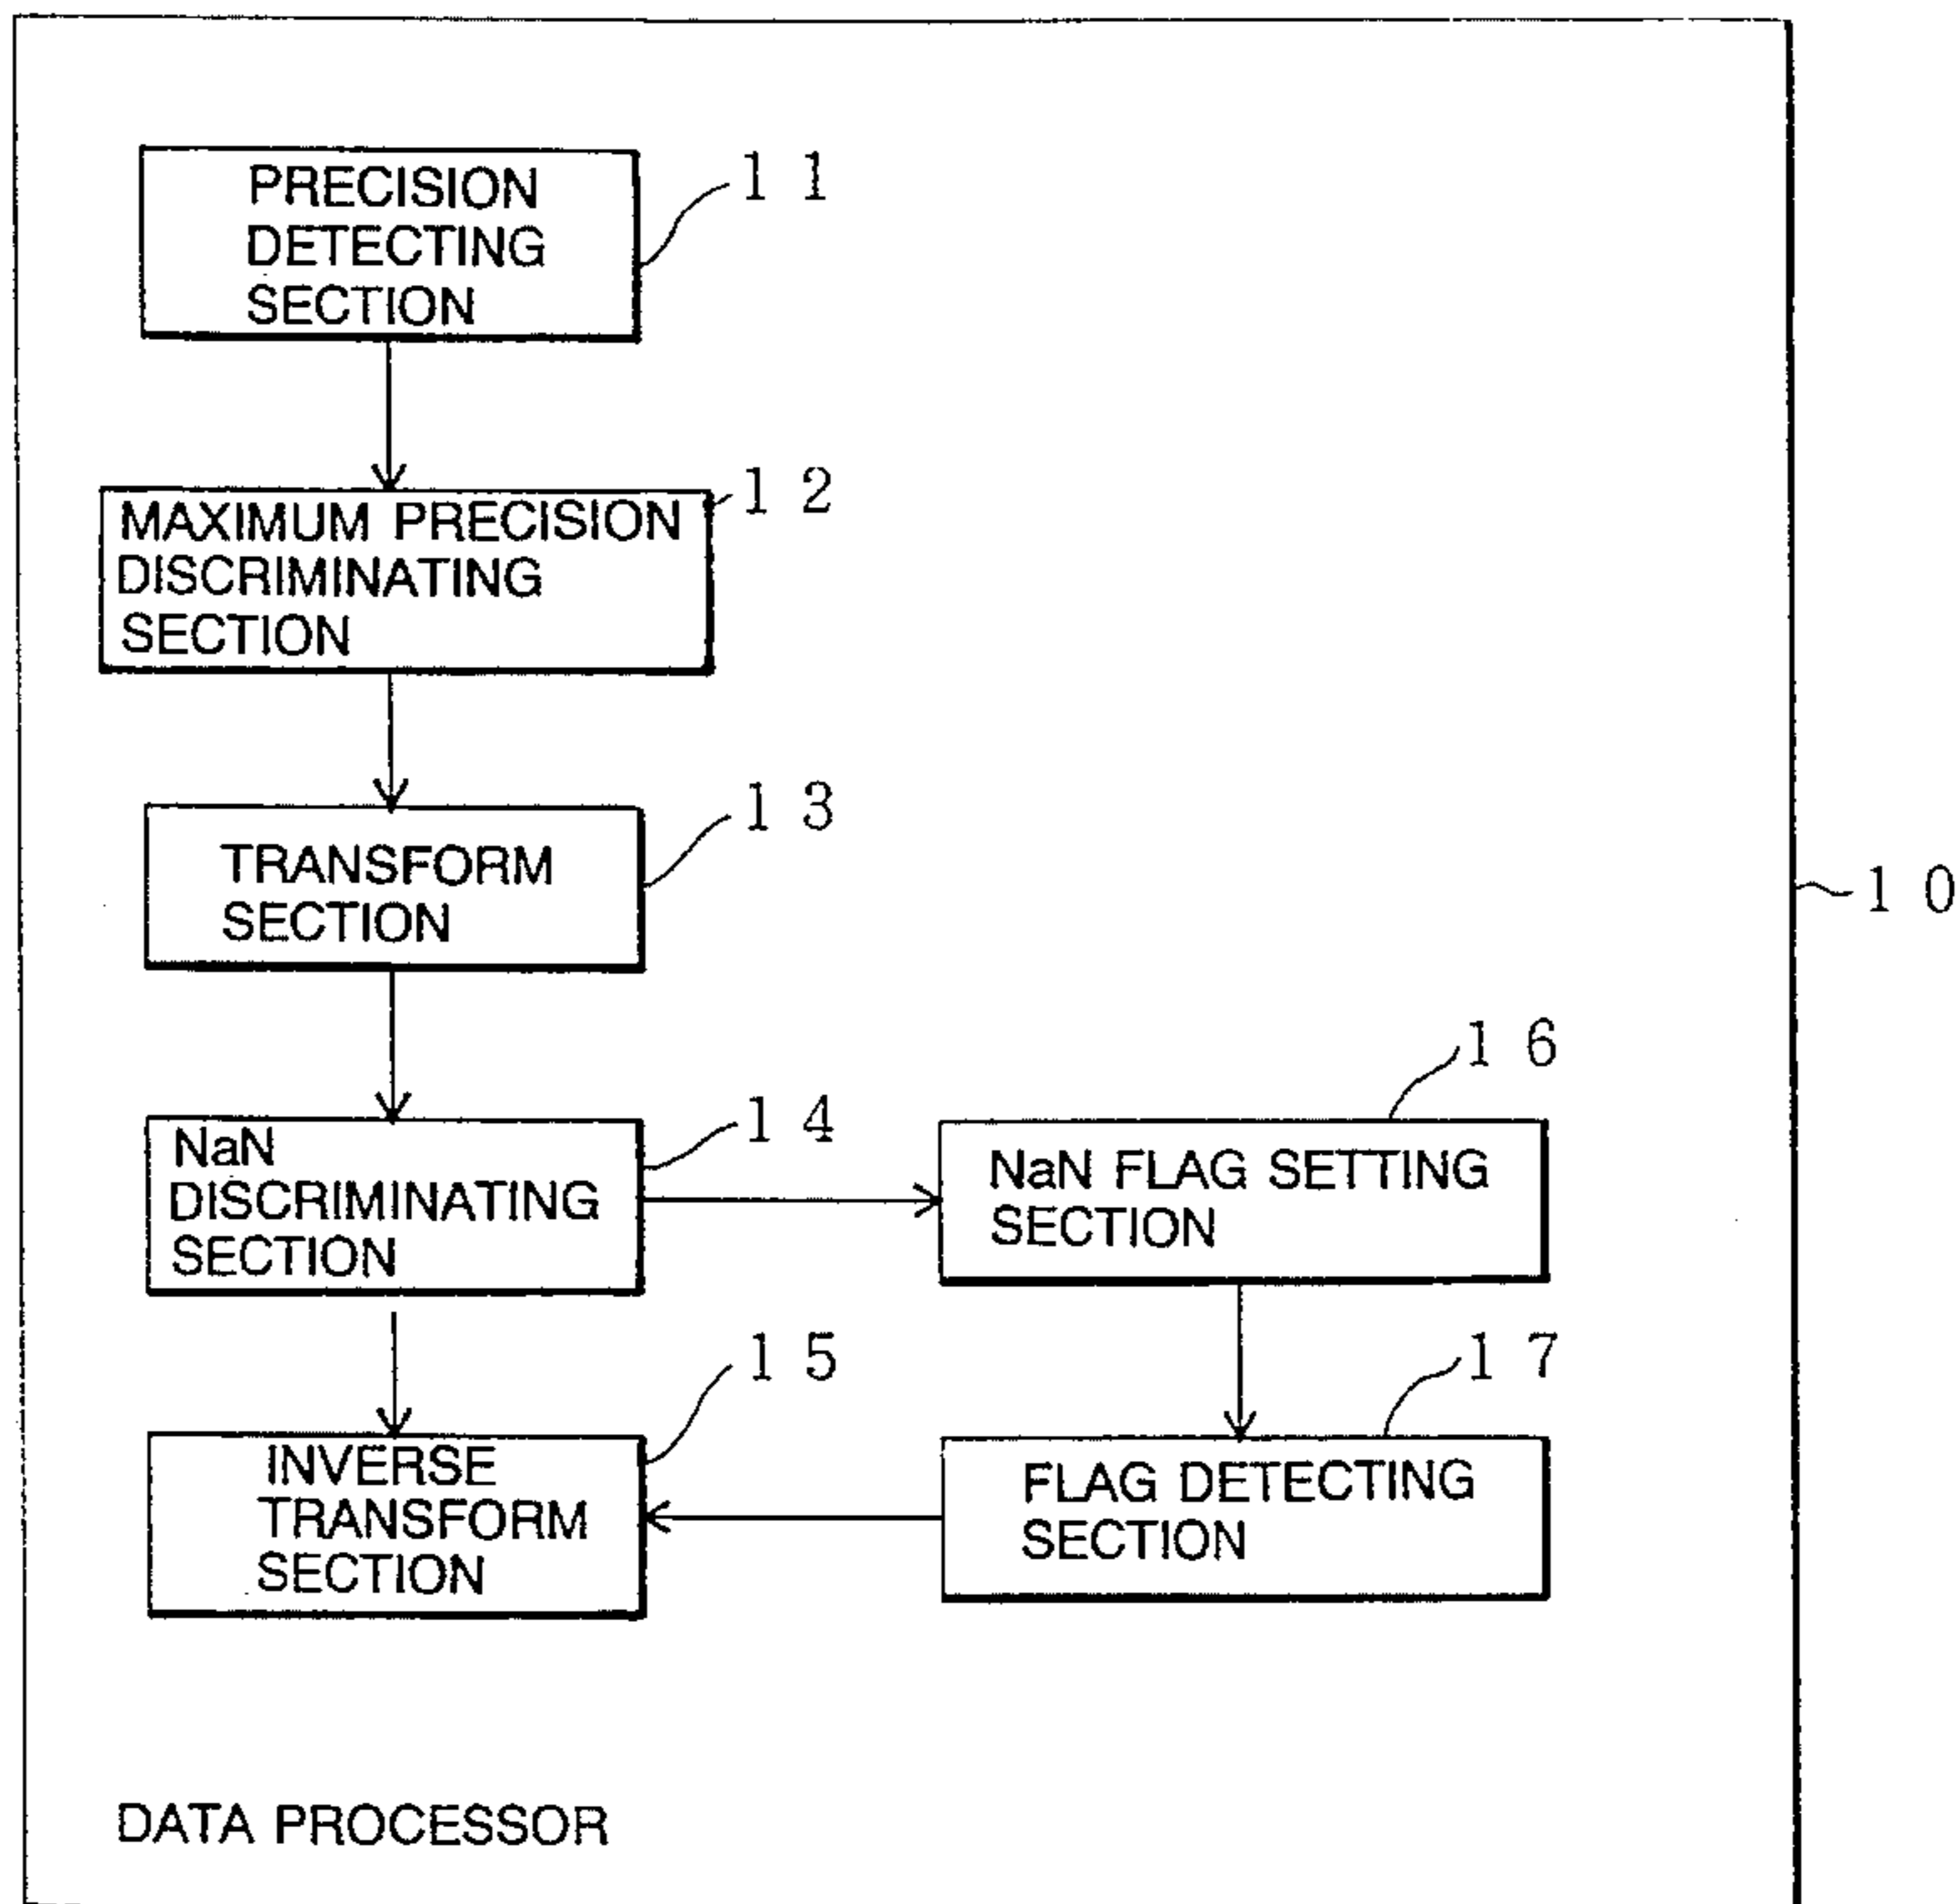 PRECISION
DETECTING
SECTION
1 1
MAXIMUM PRECISION
DISCRIMINATING
SECTION
1 2
TRANSFORM
SECTION
1 3
1 0
NaN
DISCRIMINATING
SECTION
1 4
NaN FLAG SETTING
SECTION
1 6
INVERSE
TRANSFORM
SECTION
1 5
FLAG DETECTING
SECTION
1 7
DATA PROCESSOR